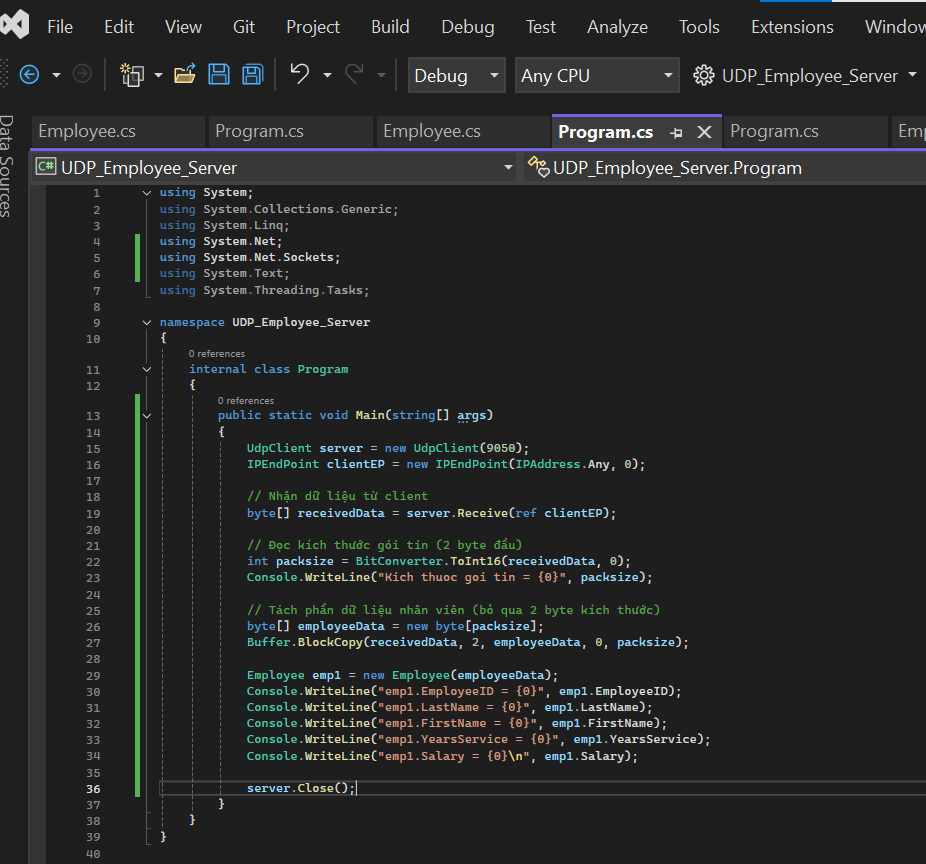 File Edit View Git Project Build Debug Test Analyze Tools Extensions Window
Debug Any CPU UDP_Employee_Server
Data Sources
Employee.cs Program.cs Employee.cs Program.cs Program.cs Emp
C# UDP_Employee_Server UDP_Employee_Server.Program
1 using System;
2 using System.Collections.Generic;
3 using System.Linq;
4 using System.Net;
5 using System.Net.Sockets;
6 using System.Text;
7 using System.Threading.Tasks;
8
9 namespace UDP_Employee_Server
10 {
0 references
11 internal class Program
12 {
0 references
13 public static void Main(string[] args)
14 {
15 UdpClient server = new UdpClient(9050);
16 IPEndPoint clientEP = new IPEndPoint(IPAddress.Any, 0);
17
18 // Nhận dữ liệu từ client
19 byte[] receivedData = server.Receive(ref clientEP);
20
21 // Đọc kích thước gói tin (2 byte đầu)
22 int packsize = BitConverter.ToInt16(receivedData, 0);
23 Console.WriteLine("Kich thuoc goi tin = {0}", packsize);
24
25 // Tách phần dữ liệu nhân viên (bỏ qua 2 byte kích thước)
26 byte[] employeeData = new byte[packsize];
27 Buffer.BlockCopy(receivedData, 2, employeeData, 0, packsize);
28
29 Employee emp1 = new Employee(employeeData);
30 Console.WriteLine("emp1.EmployeeID = {0}", emp1.EmployeeID);
31 Console.WriteLine("emp1.LastName = {0}", emp1.LastName);
32 Console.WriteLine("emp1.FirstName = {0}", emp1.FirstName);
33 Console.WriteLine("emp1.YearsService = {0}", emp1.YearsService);
34 Console.WriteLine("emp1.Salary = {0}\n", emp1.Salary);
35
36 server.Close();
37 }
38 }
39 }
40